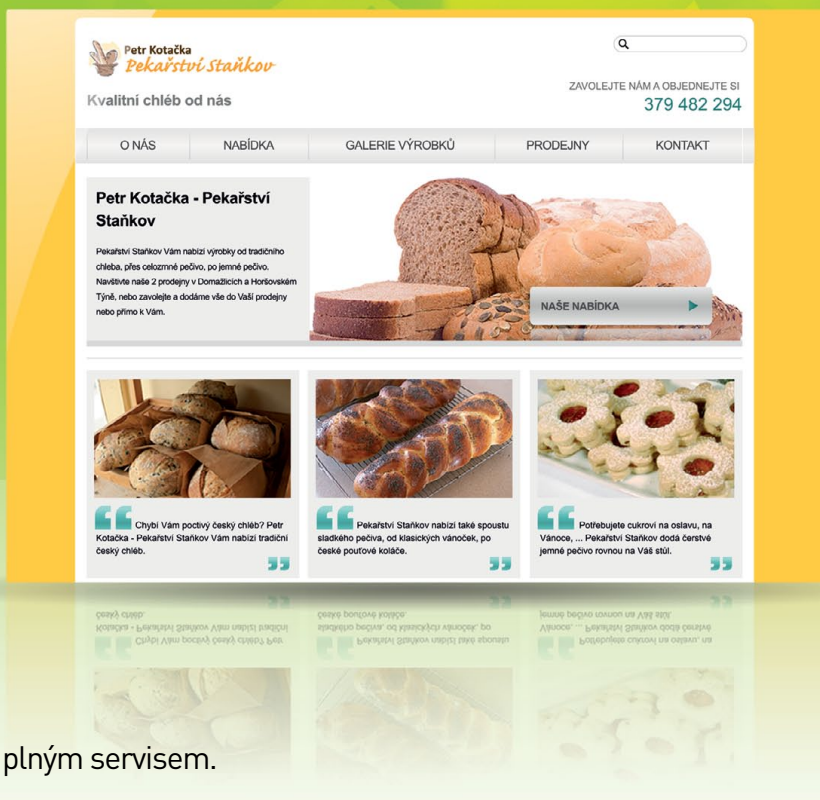 Petr Kotačka
Pekařství Staňkov
Kvalitní chléb od nás
ZAVOLEJTE NÁM A OBJEDNEJTE SI
379 482 294
O NÁS NABÍDKA GALERIE VÝROBKŮ PRODEJNY KONTAKT
Petr Kotačka - Pekařství
Staňkov
Pekařství Staňkov Vám nabízí výrobky od tradičního
chleba, přes celozrnné pečivo, po jemné pečivo.
Navštivte naše 2 prodejny v Domažlicích a Horšovském
Týně, nebo zavolejte a dodáme vše do Vaší prodejny
nebo přímo k Vám.
NAŠE NABÍDKA
Chybí Vám poctivý český chléb? Petr
Kotačka - Pekařství Staňkov Vám nabízí tradiční
český chléb.
Pekařství Staňkov nabízí také spoustu
sladkého pečiva, od klasických vánoček, po
české pouťové koláče.
Potřebujete cukroví na oslavu, na
Vánoce, ... Pekařství Staňkov dodá čerstvé
jemné pečivo rovnou na Váš stůl.
plným servisem.